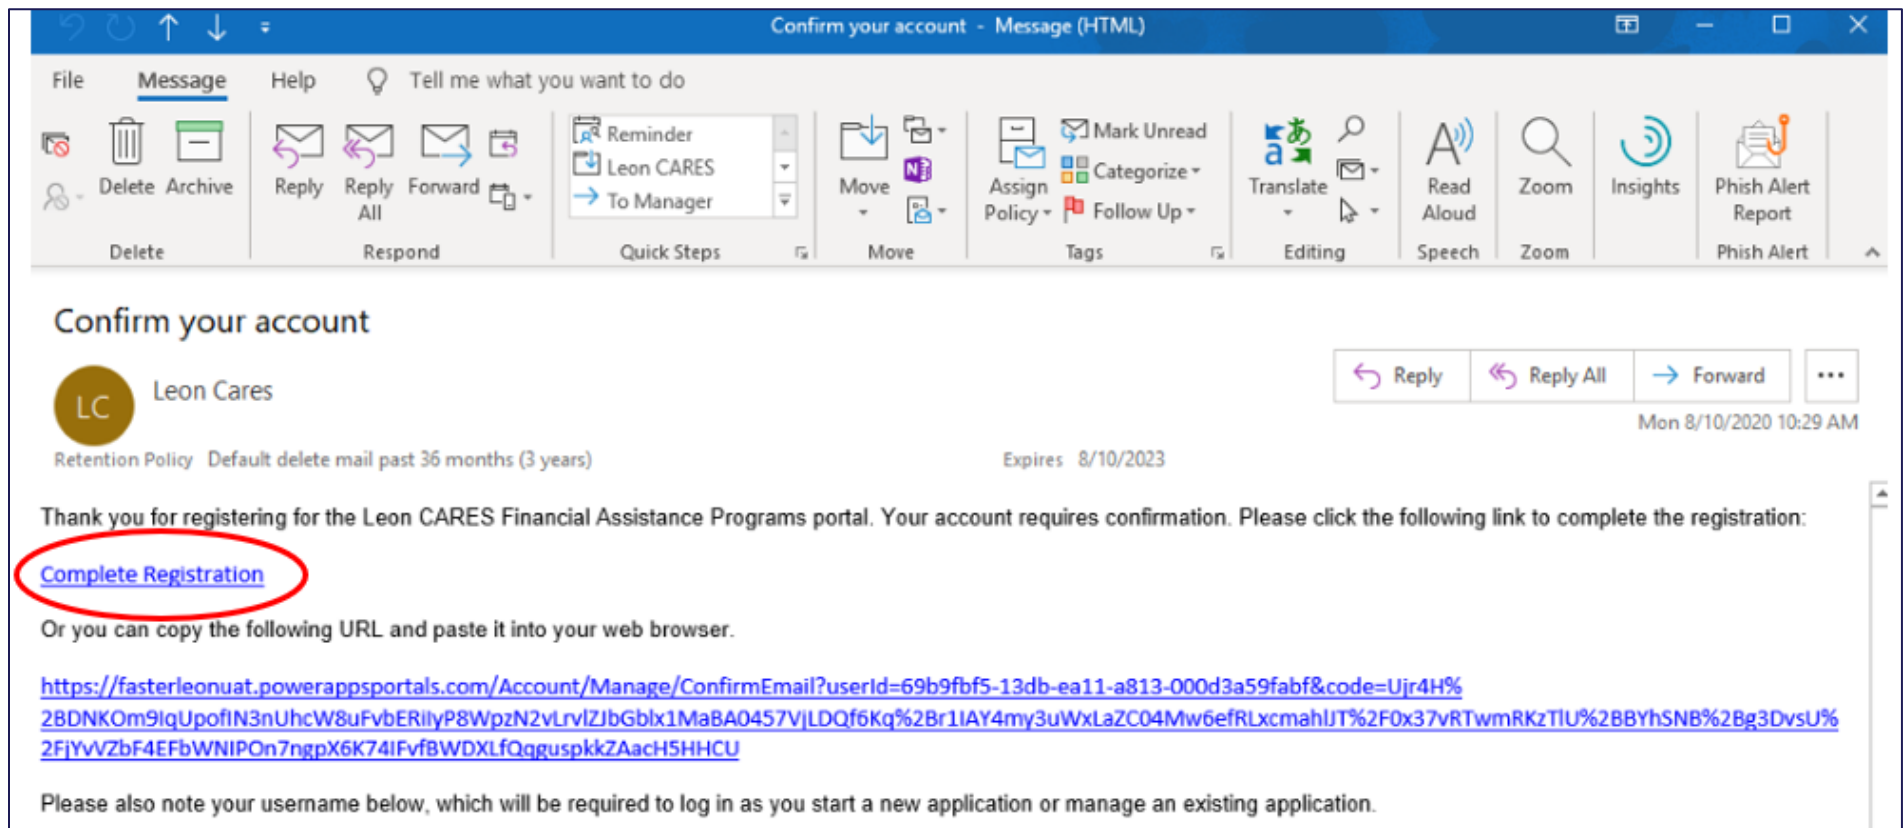 Confirm your account - Message (HTML)
File Message Help Tell me what you want to do
Delete Archive
Reply Reply All Forward
Reminder
Leon CARES
To Manager
Move
Assign Policy
Mark Unread
Categorize
Follow Up
Translate
Read Aloud
Zoom
Insights
Phish Alert Report
Delete Respond Quick Steps Move Tags Editing Speech Zoom Phish Alert
Confirm your account
LC
Leon Cares
Reply Reply All Forward
Mon 8/10/2020 10:29 AM
Retention Policy Default delete mail past 36 months (3 years) Expires 8/10/2023
Thank you for registering for the Leon CARES Financial Assistance Programs portal. Your account requires confirmation. Please click the following link to complete the registration:
Complete Registration
Or you can copy the following URL and paste it into your web browser.
https://fasterleonuat.powerappsportals.com/Account/Manage/ConfirmEmail?userId=69b9fbf5-13db-ea11-a813-000d3a59fabf&code=Ujr4H%
Please also note your username below, which will be required to log in as you start a new application or manage an existing application.